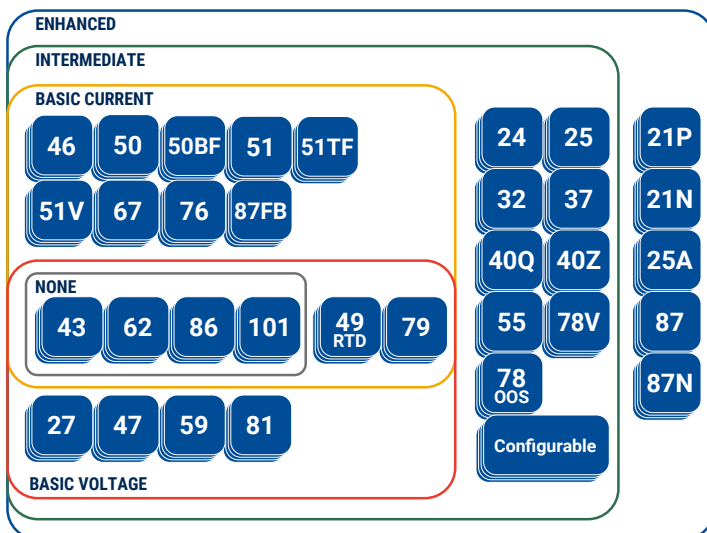 ENHANCED
INTERMEDIATE
BASIC CURRENT
46 50 50BF 51 51TF
51V 67 76 87FB
NONE
43 62 86 101
49
RTD
79
27 47 59 81
BASIC VOLTAGE
24 25
32 37
40Q 40Z
55 78V
78
OOS
Configurable
21P
21N
25A
87
87N